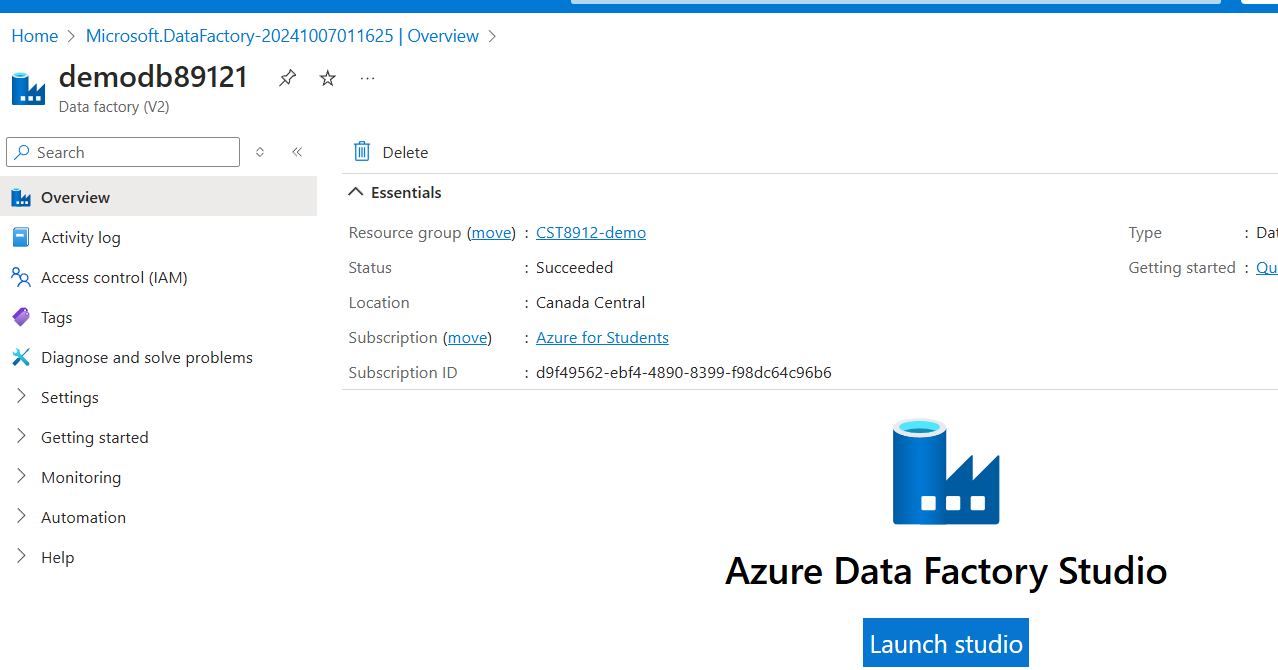 Home > Microsoft.DataFactory-20241007011625 | Overview >
demodb89121
Data factory (V2)
Search
Overview
Activity log
Access control (IAM)
Tags
Diagnose and solve problems
Settings
Getting started
Monitoring
Automation
Help
Delete
Essentials
Resource group (move) : CST8912-demo
Status : Succeeded
Location : Canada Central
Subscription (move) : Azure for Students
Subscription ID : d9f49562-ebf4-4890-8399-f98dc64c96b6
Type :
Getting started :
Azure Data Factory Studio
Launch studio